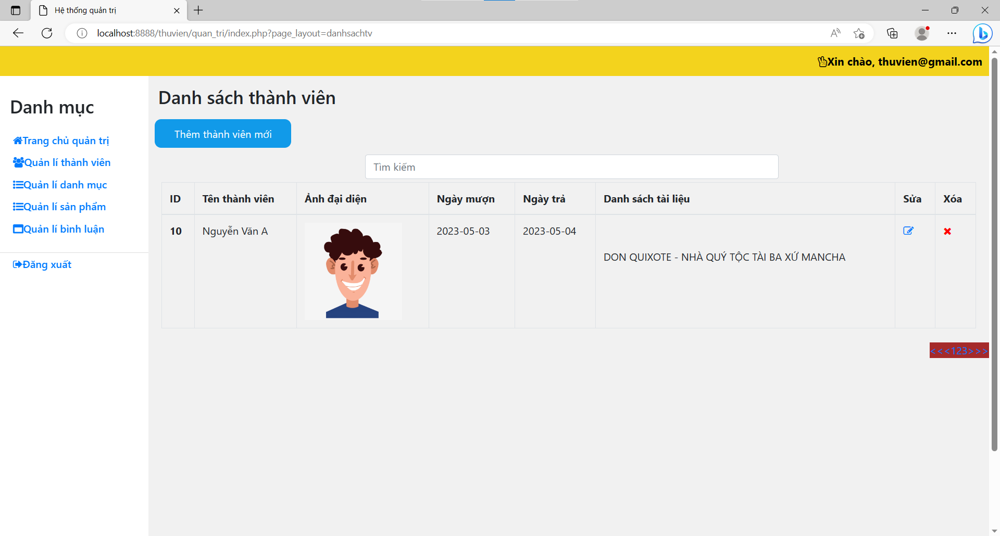 Hệ thống quản trị
localhost:8888/thuvien/quan_tri/index.php?page_layout=danhsachtv
Xin chào, thuvien@gmail.com
Danh mục
Trang chủ quản trị
Quản lí thành viên
Quản lí danh mục
Quản lí sản phẩm
Quản lí bình luận
Đăng xuất
Danh sách thành viên
Thêm thành viên mới
Tìm kiếm
ID Tên thành viên Ảnh đại diện Ngày mượn Ngày trả Danh sách tài liệu Sửa Xóa
10 Nguyễn Văn A 2023-05-03 2023-05-04
DON QUIXOTE - NHÀ QUÝ TỘC TÀI BA XỨ MANCHA
<<<123>>>